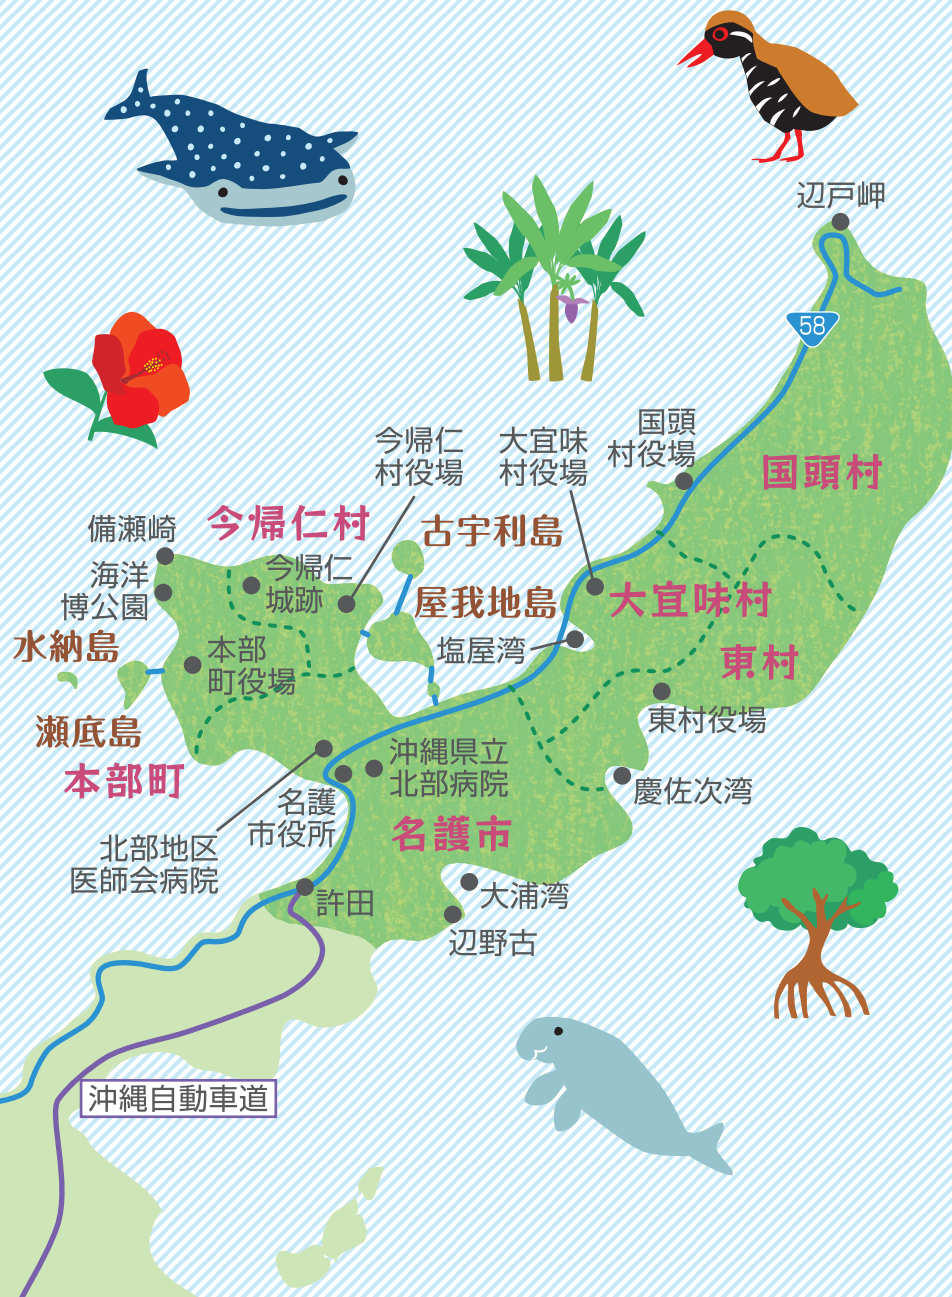 辺戸岬
58
国頭
村役場
今帰仁
村役場
大宜味
村役場
国頭村
備瀬崎
今帰仁村
古宇利島
海洋
博公園
今帰仁
城跡
屋我地島
大宜味村
水納島
本部
町役場
塩屋湾
東村
瀬底島
東村役場
本部町
沖縄県立
北部病院
慶佐次湾
名護
市役所
名護市
北部地区
医師会病院
許田
大浦湾
辺野古
沖縄自動車道